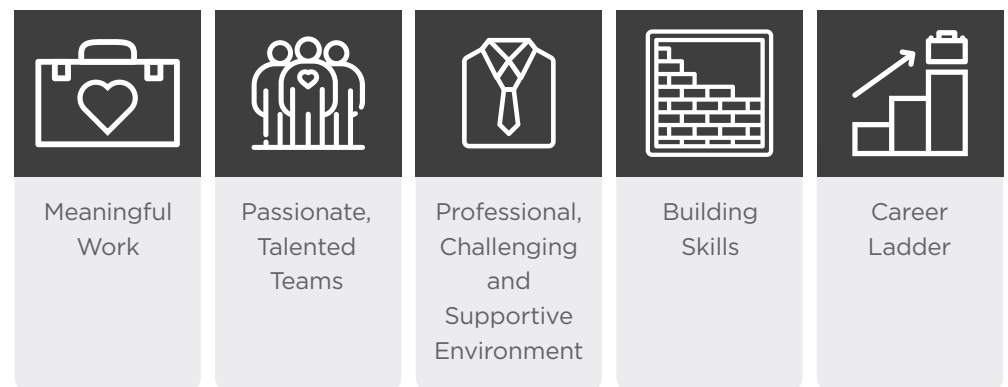 Meaningful
Work
Passionate,
Talented
Teams
Professional,
Challenging
and
Supportive
Environment
Building
Skills
Career
Ladder